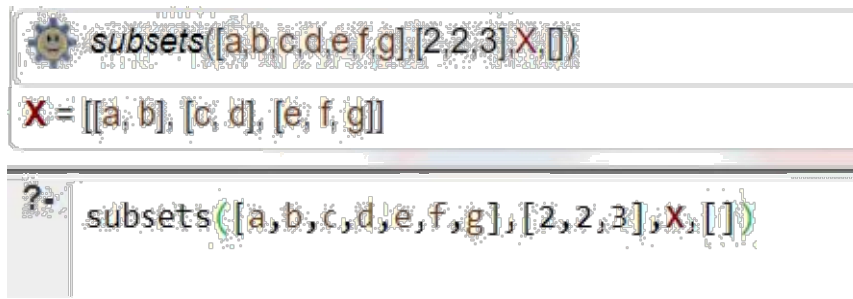 subsets([a,b,c,d,e,f,g],[2,2,3],X,[])
X = [[a, b], [c, d], [e, f, g]]
?- subsets([a,b,c,d,e,f,g],[2,2,3],X,[])